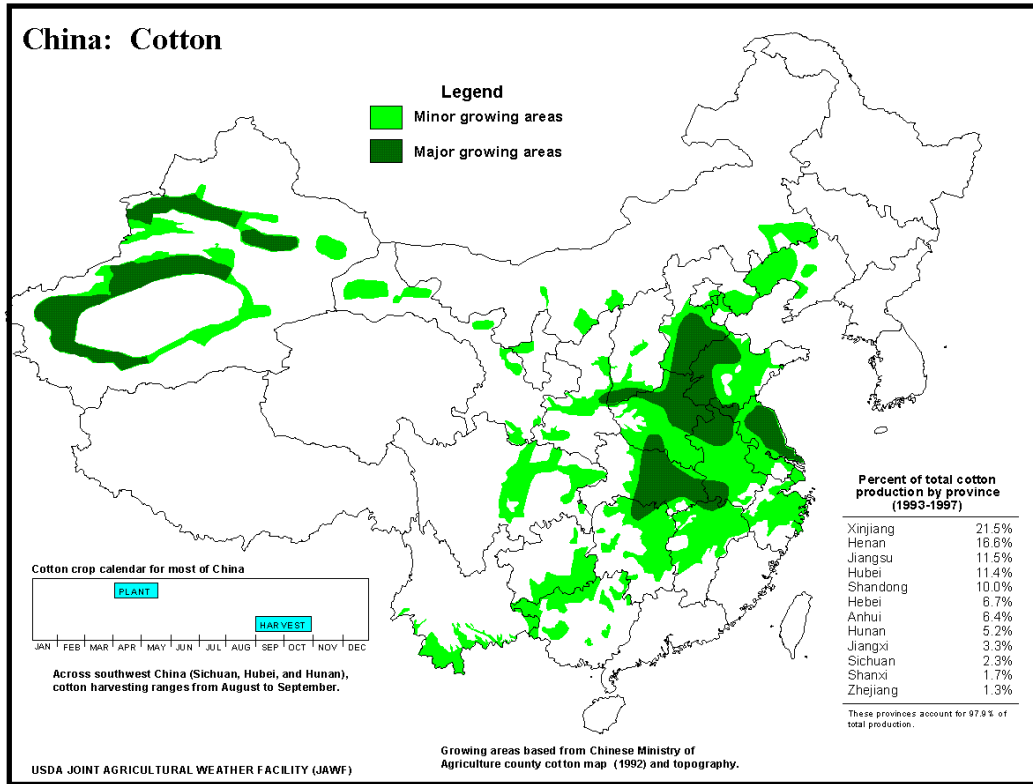 China:  Cotton
Legend
Minor growing areas
Major growing areas
Percent of total cotton
production by province
(1993-1997)
Xinjiang 21.5%
Henan 16.6%
Jiangsu 11.5%
Hubei 11.4%
Shandong 10.0%
Hebei 6.7%
Anhui 6.4%
Hunan 5.2%
Jiangxi 3.3%
Sichuan 2.3%
Shanxi 1.7%
Zhejiang 1.3%
These provinces account for 97.9% of
total production.
Cotton crop calendar for most of China
PLANT
HARVEST
JAN FEB MAR APR MAY JUN JUL AUG SEP OCT NOV DEC
Across southwest China (Sichuan, Hubei, and Hunan),
cotton harvesting ranges from August to September.
Growing areas based from Chinese Ministry of
Agriculture county cotton map (1992) and topography.
USDA JOINT AGRICULTURAL WEATHER FACILITY (JAWF)